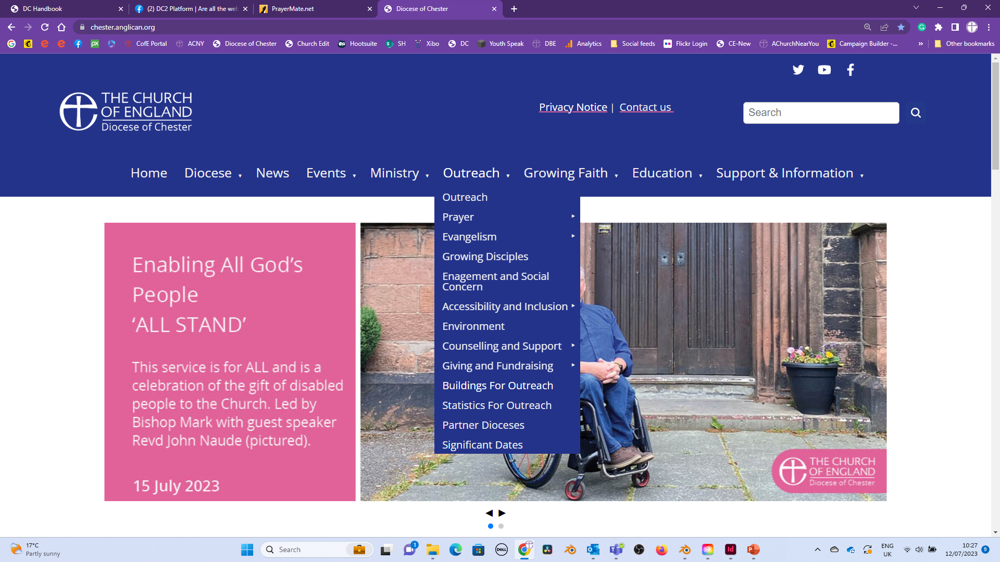 DC Handbook
(2) DC2 Platform | Are all the web
PrayerMate.net
Diocese of Chester
chester.anglican.org
CofE Portal
ACNY
Diocese of Chester
Church Edit
Hootsuite
SH
Xibo
DC
Youth Speak
DBE
Analytics
Social feeds
Flickr Login
CE-New
AChurchNearYou
Campaign Builder -...
Other bookmarks
THE CHURCH
OF ENGLAND
Diocese of Chester
Privacy Notice | Contact us
Search
Home
Diocese
News
Events
Ministry
Outreach
Growing Faith
Education
Support & Information
Outreach
Prayer
Evangelism
Growing Disciples
Enagement and Social
Concern
Accessibility and Inclusion
Environment
Counselling and Support
Giving and Fundraising
Buildings For Outreach
Statistics For Outreach
Partner Dioceses
Significant Dates
Enabling All God's
People
‘ALL STAND’
This service is for ALL and is a
celebration of the gift of disabled
people to the Church. Led by
Bishop Mark with guest speaker
Revd John Naude (pictured).
15 July 2023
THE CHURCH
OF ENGLAND
Diocese of Chester
17°C
Partly sunny
Search
1
DELL
Id
ENG
UK
10:27
12/07/2023
9